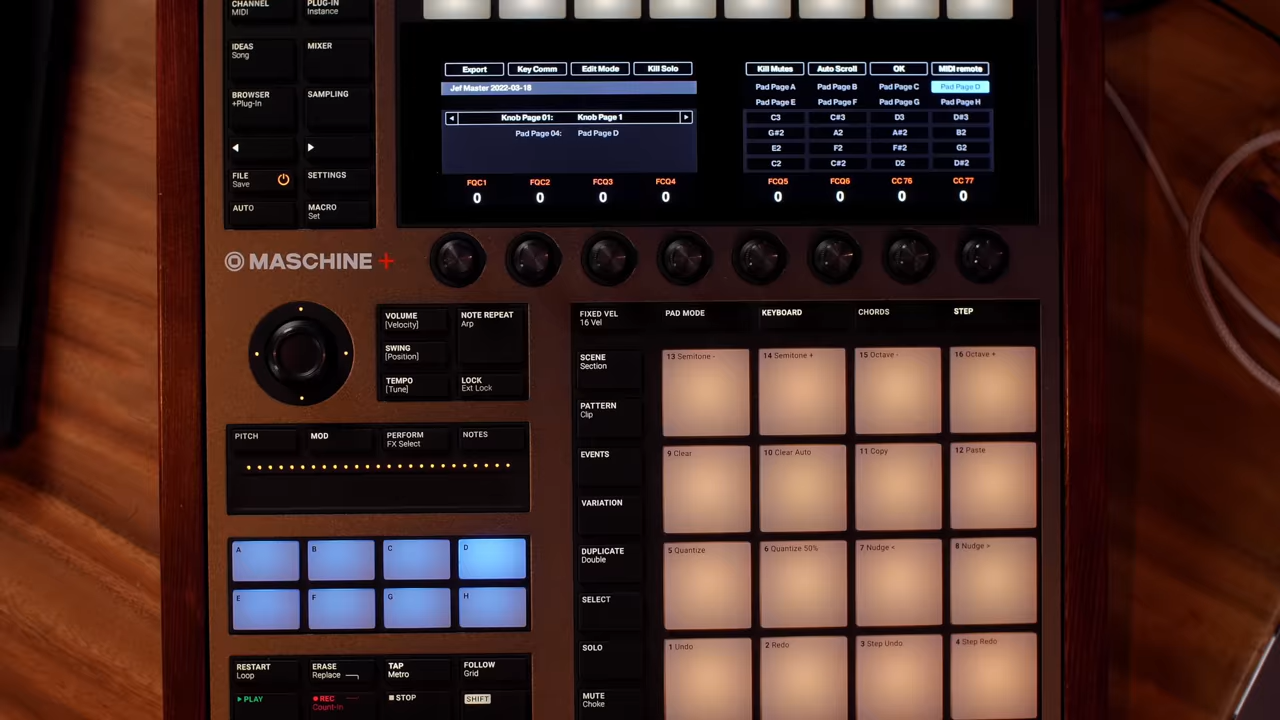 CHANNEL
MIDI
PLUG-IN
Instance
IDEAS
Song
MIXER
BROWSER
+Plug-In
SAMPLING
FILE
Save
SETTINGS
AUTO
MACRO
Set
Export
Key Comm
Edit Mode
Kill Solo
Jef Master 2022-03-18
Knob Page 01: Knob Page 1
Pad Page 04: Pad Page D
FQC1 FQC2 FCQ3 FCQ4
0 0 0 0
Kill Mutes
Auto Scroll
OK
MIDI remote
Pad Page A Pad Page B Pad Page C Pad Page D
Pad Page E Pad Page F Pad Page G Pad Page H
C3 C#3 D3 D#3
G#2 A2 A#2 B2
E2 F2 F#2 G2
C2 C#2 D2 D#2
FCQ5 FCQ6 CC 76 CC 77
0 0 0 0
MASCHINE +
VOLUME
[Velocity]
SWING
[Position]
TEMPO
[Tune]
NOTE REPEAT
Arp
LOCK
Ext Lock
PITCH
MOD
PERFORM
FX Select
NOTES
A B C D
E F G H
RESTART
Loop
ERASE
Replace
TAP
Metro
FOLLOW
Grid
PLAY
REC
Count-In
STOP
SHIFT
FIXED VEL
16 Vel
PAD MODE
KEYBOARD
CHORDS
STEP
SCENE
Section
PATTERN
Clip
EVENTS
VARIATION
DUPLICATE
Double
SELECT
SOLO
MUTE
Choke
13 Semitone -
14 Semitone +
15 Octave -
16 Octave +
9 Clear
10 Clear Auto
11 Copy
12 Paste
5 Quantize
6 Quantize 50%
7 Nudge <
8 Nudge >
1 Undo
2 Redo
3 Step Undo
4 Step Redo